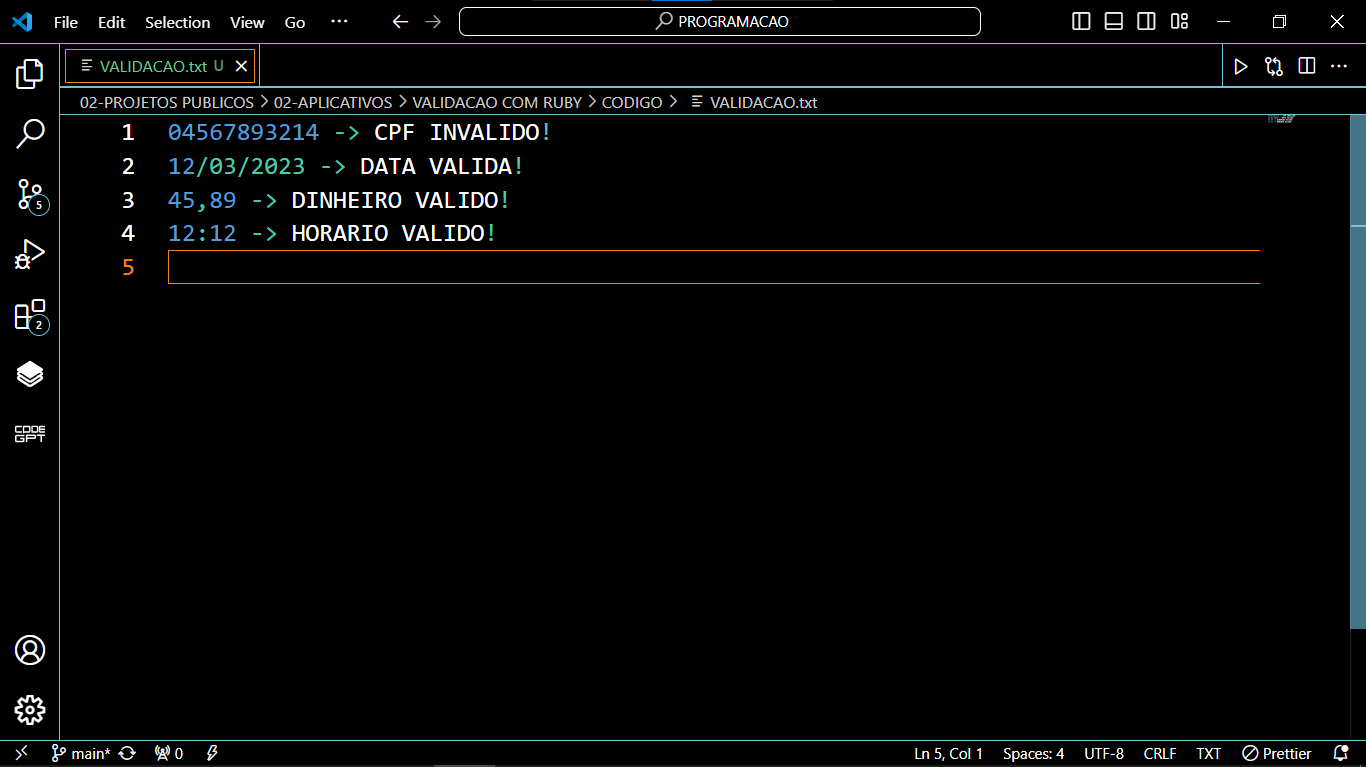 File Edit Selection View Go ··· PROGRAMACAO
VALIDACAO.txt U
02-PROJETOS PUBLICOS > 02-APLICATIVOS > VALIDACAO COM RUBY > CODIGO > VALIDACAO.txt
1 04567893214 -> CPF INVALIDO!
2 12/03/2023 -> DATA VALIDA!
3 45,89 -> DINHEIRO VALIDO!
4 12:12 -> HORARIO VALIDO!
5
5
2
CODE
GPT
main* 0 Ln 5, Col 1 Spaces: 4 UTF-8 CRLF TXT Prettier